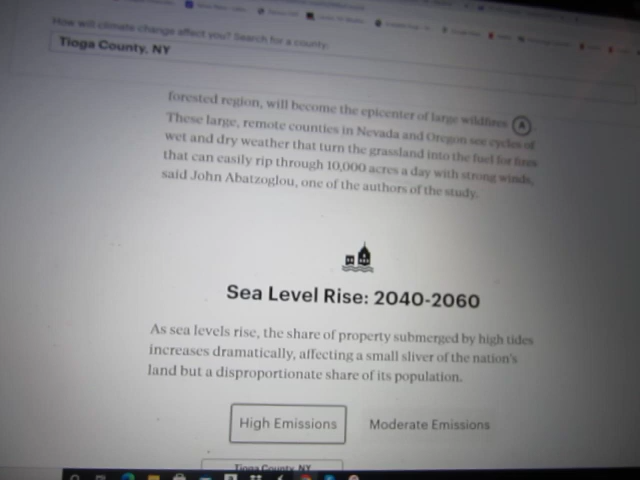 How will climate change affect you? Search for a county.
Tioga County, NY
forested region, will become the epicenter of large wildfires
A
These large, remote counties in Nevada and Oregon see cycles of
wet and dry weather that turn the grassland into the fuel for fires
that can easily rip through 10,000 acres a day with strong winds,
said John Abatzoglou, one of the authors of the study.
Sea Level Rise: 2040-2060
As sea levels rise, the share of property submerged by high tides
increases dramatically, affecting a small sliver of the nation's
land but a disproportionate share of its population.
High Emissions
Moderate Emissions
Tioga County, NY